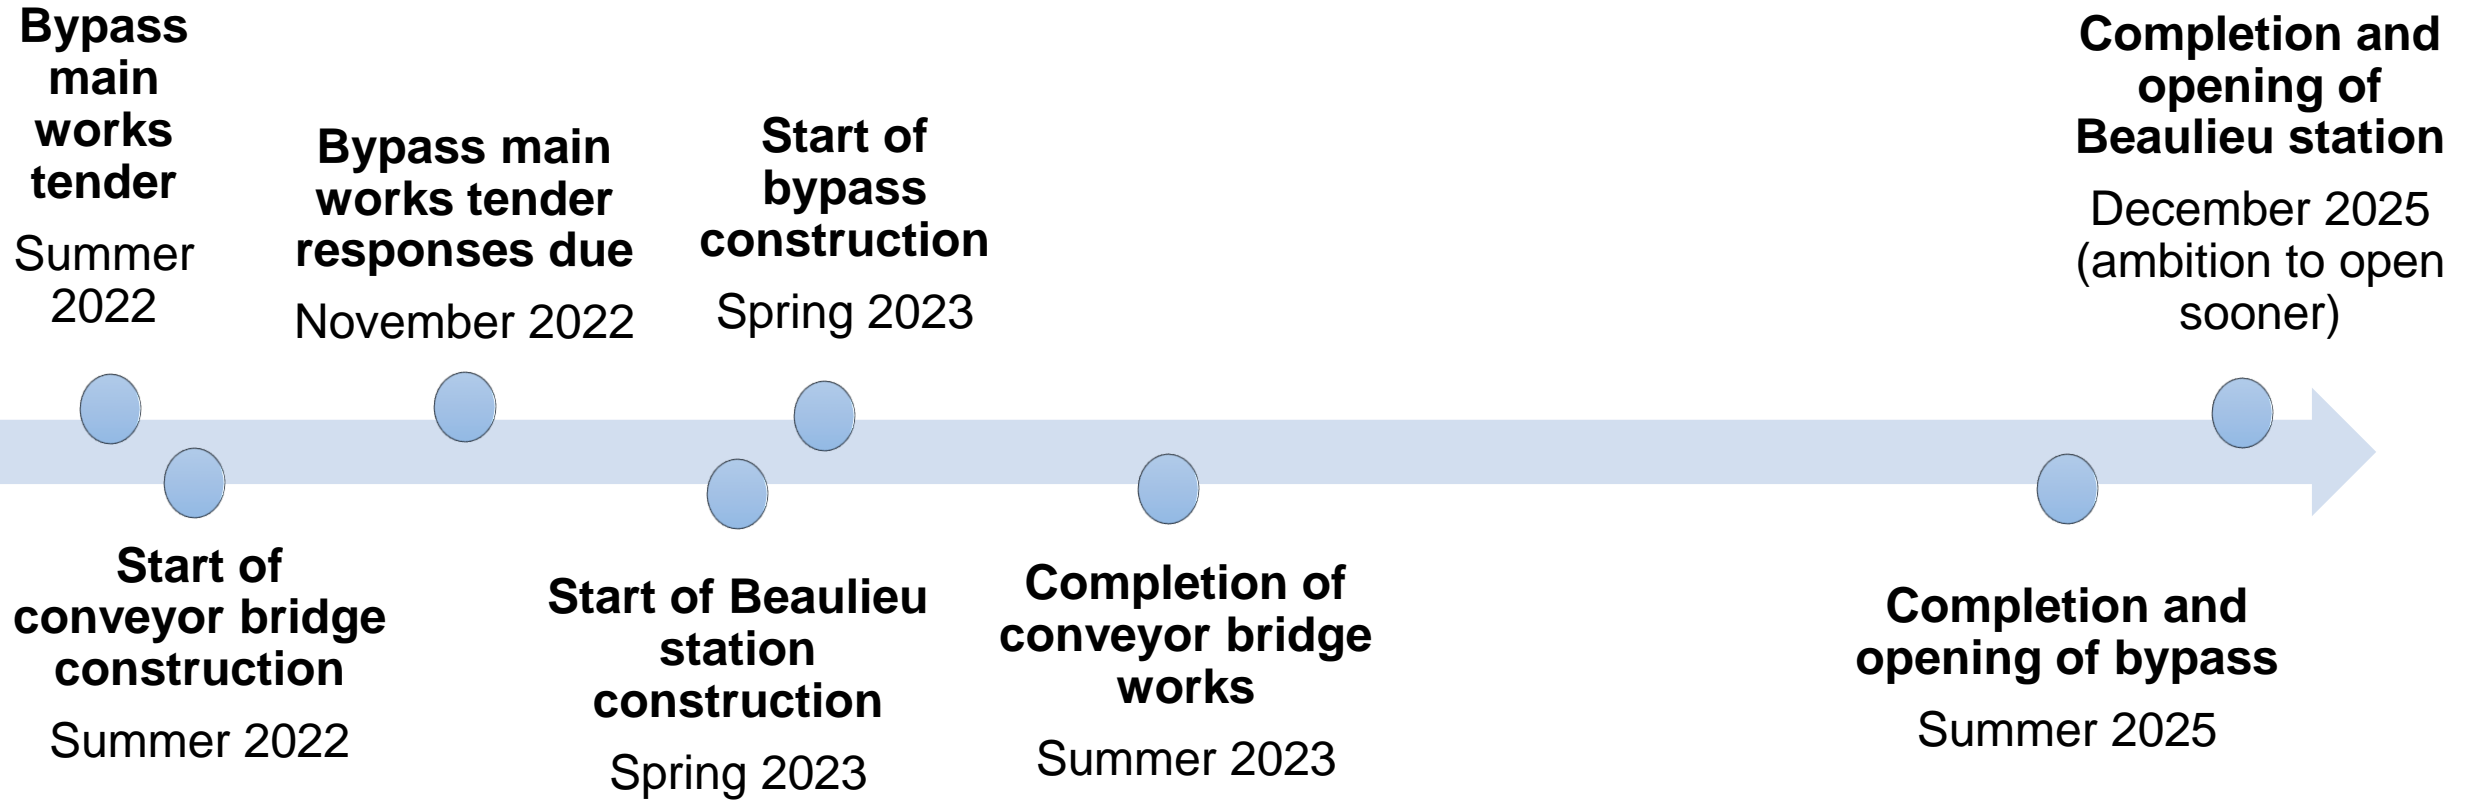 Bypass
main
works
tender
Summer
2022
Bypass main
works tender
responses due
November 2022
Start of
bypass
construction
Spring 2023
Completion and
opening of
Beaulieu station
December 2025
(ambition to open
sooner)
Start of
conveyor bridge
construction
Summer 2022
Start of Beaulieu
station
construction
Spring 2023
Completion of
conveyor bridge
works
Summer 2023
Completion and
opening of bypass
Summer 2025